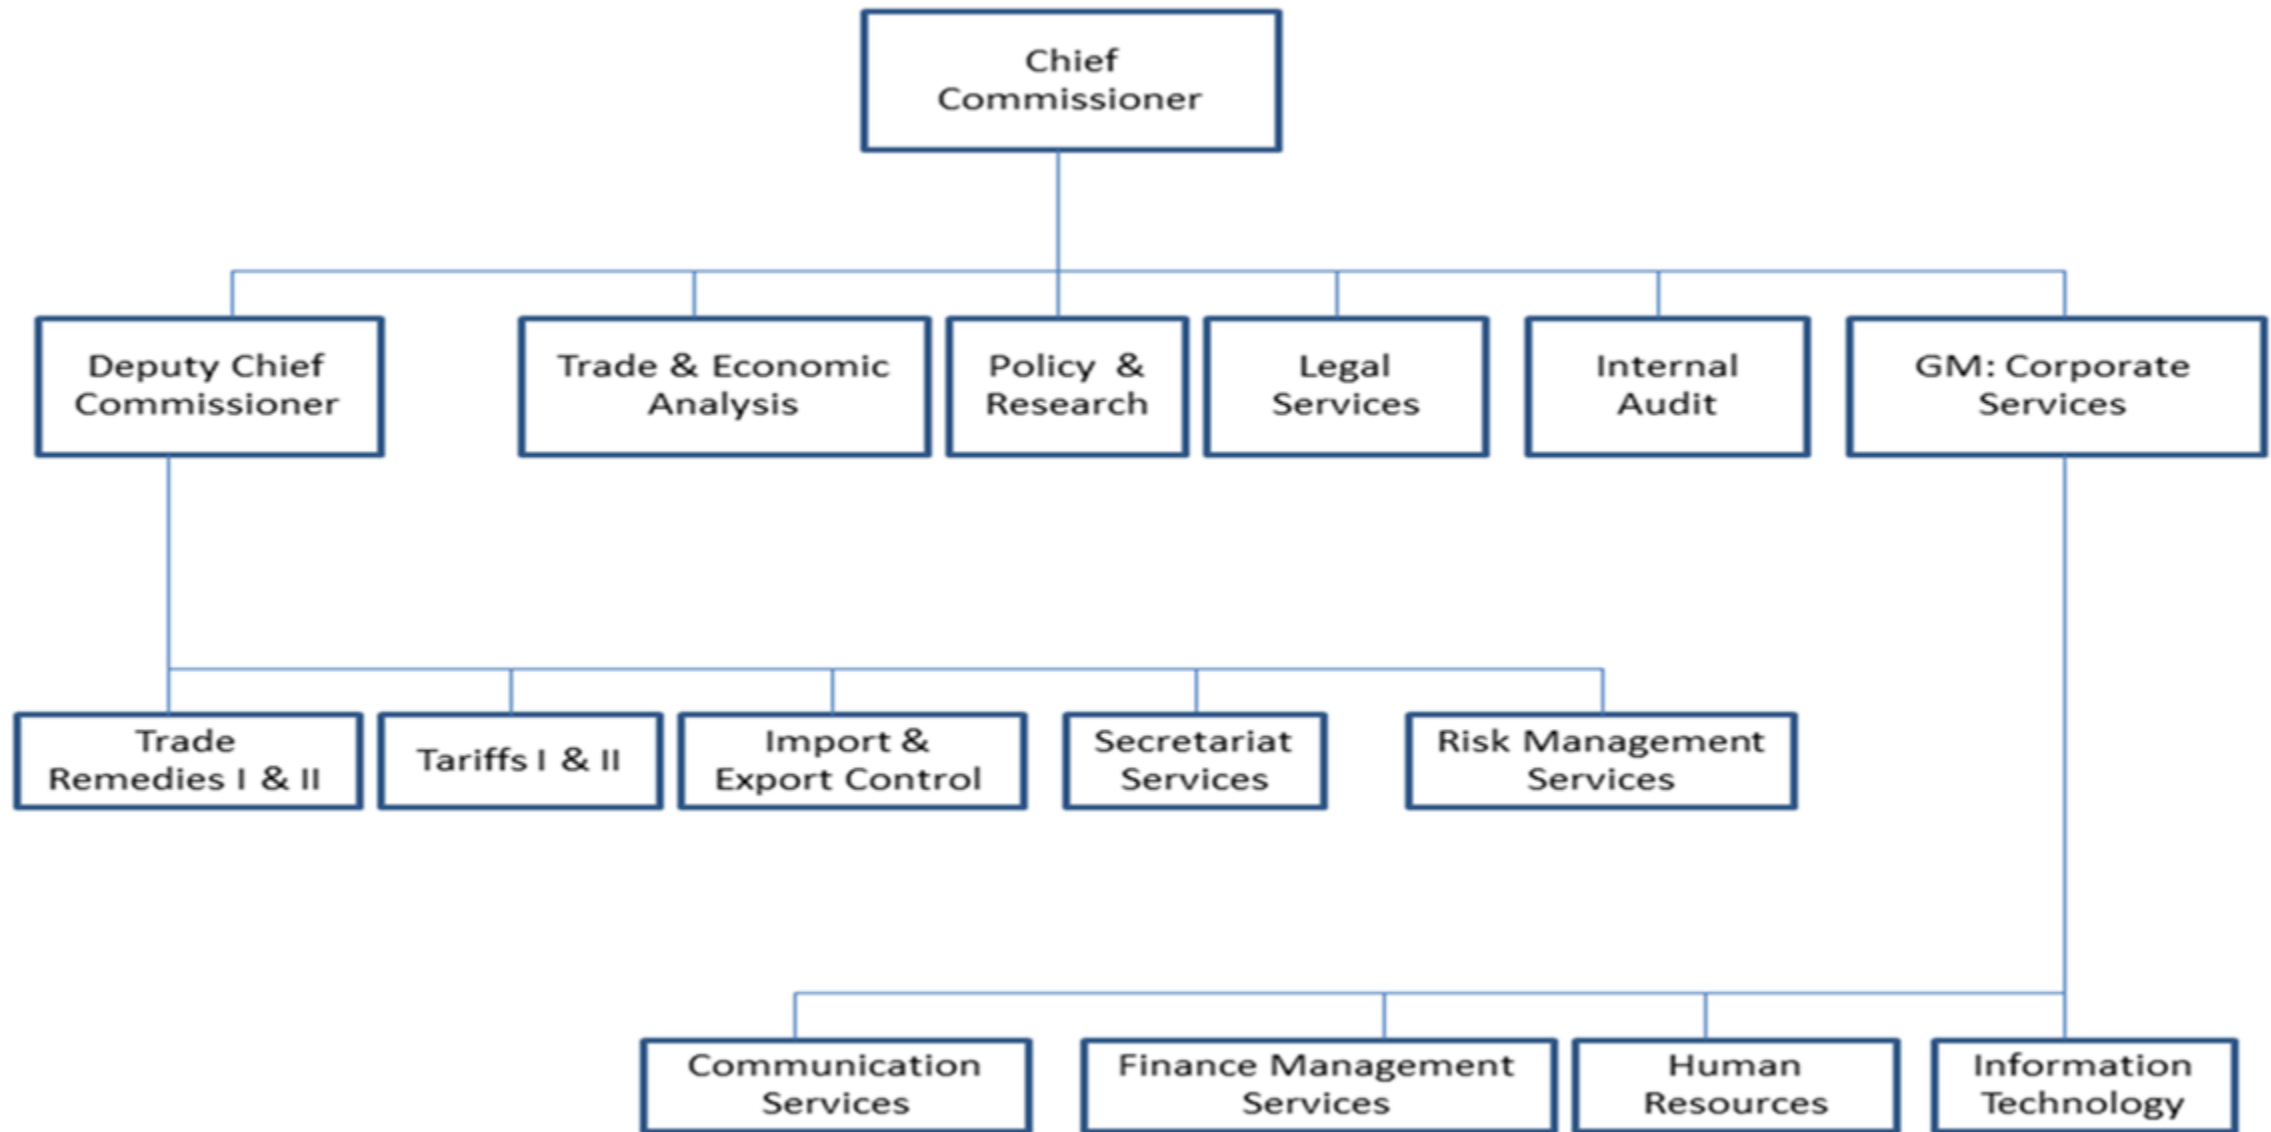 Chief
Commissioner
Deputy Chief
Commissioner
Trade & Economic
Analysis
Policy & 
Research
Legal
Services
Internal
Audit
GM: Corporate
Services
Trade
Remedies I & II
Tariffs I & II
Import &
Export Control
Secretariat
Services
Risk Management
Services
Communication
Services
Finance Management
Services
Human
Resources
Information
Technology